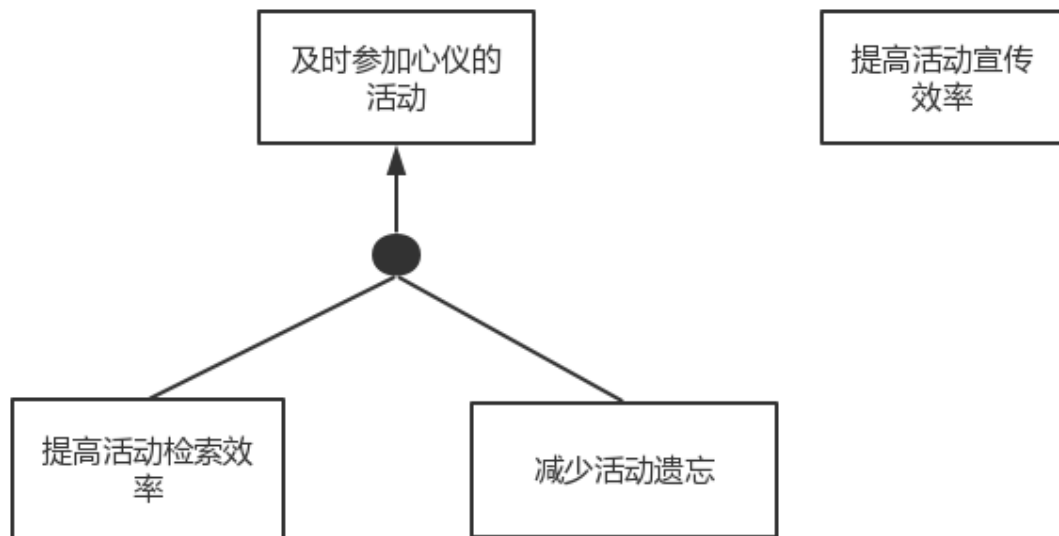 及时参加心仪的
活动
提高活动宣传
效率
提高活动检索效
率
减少活动遗忘